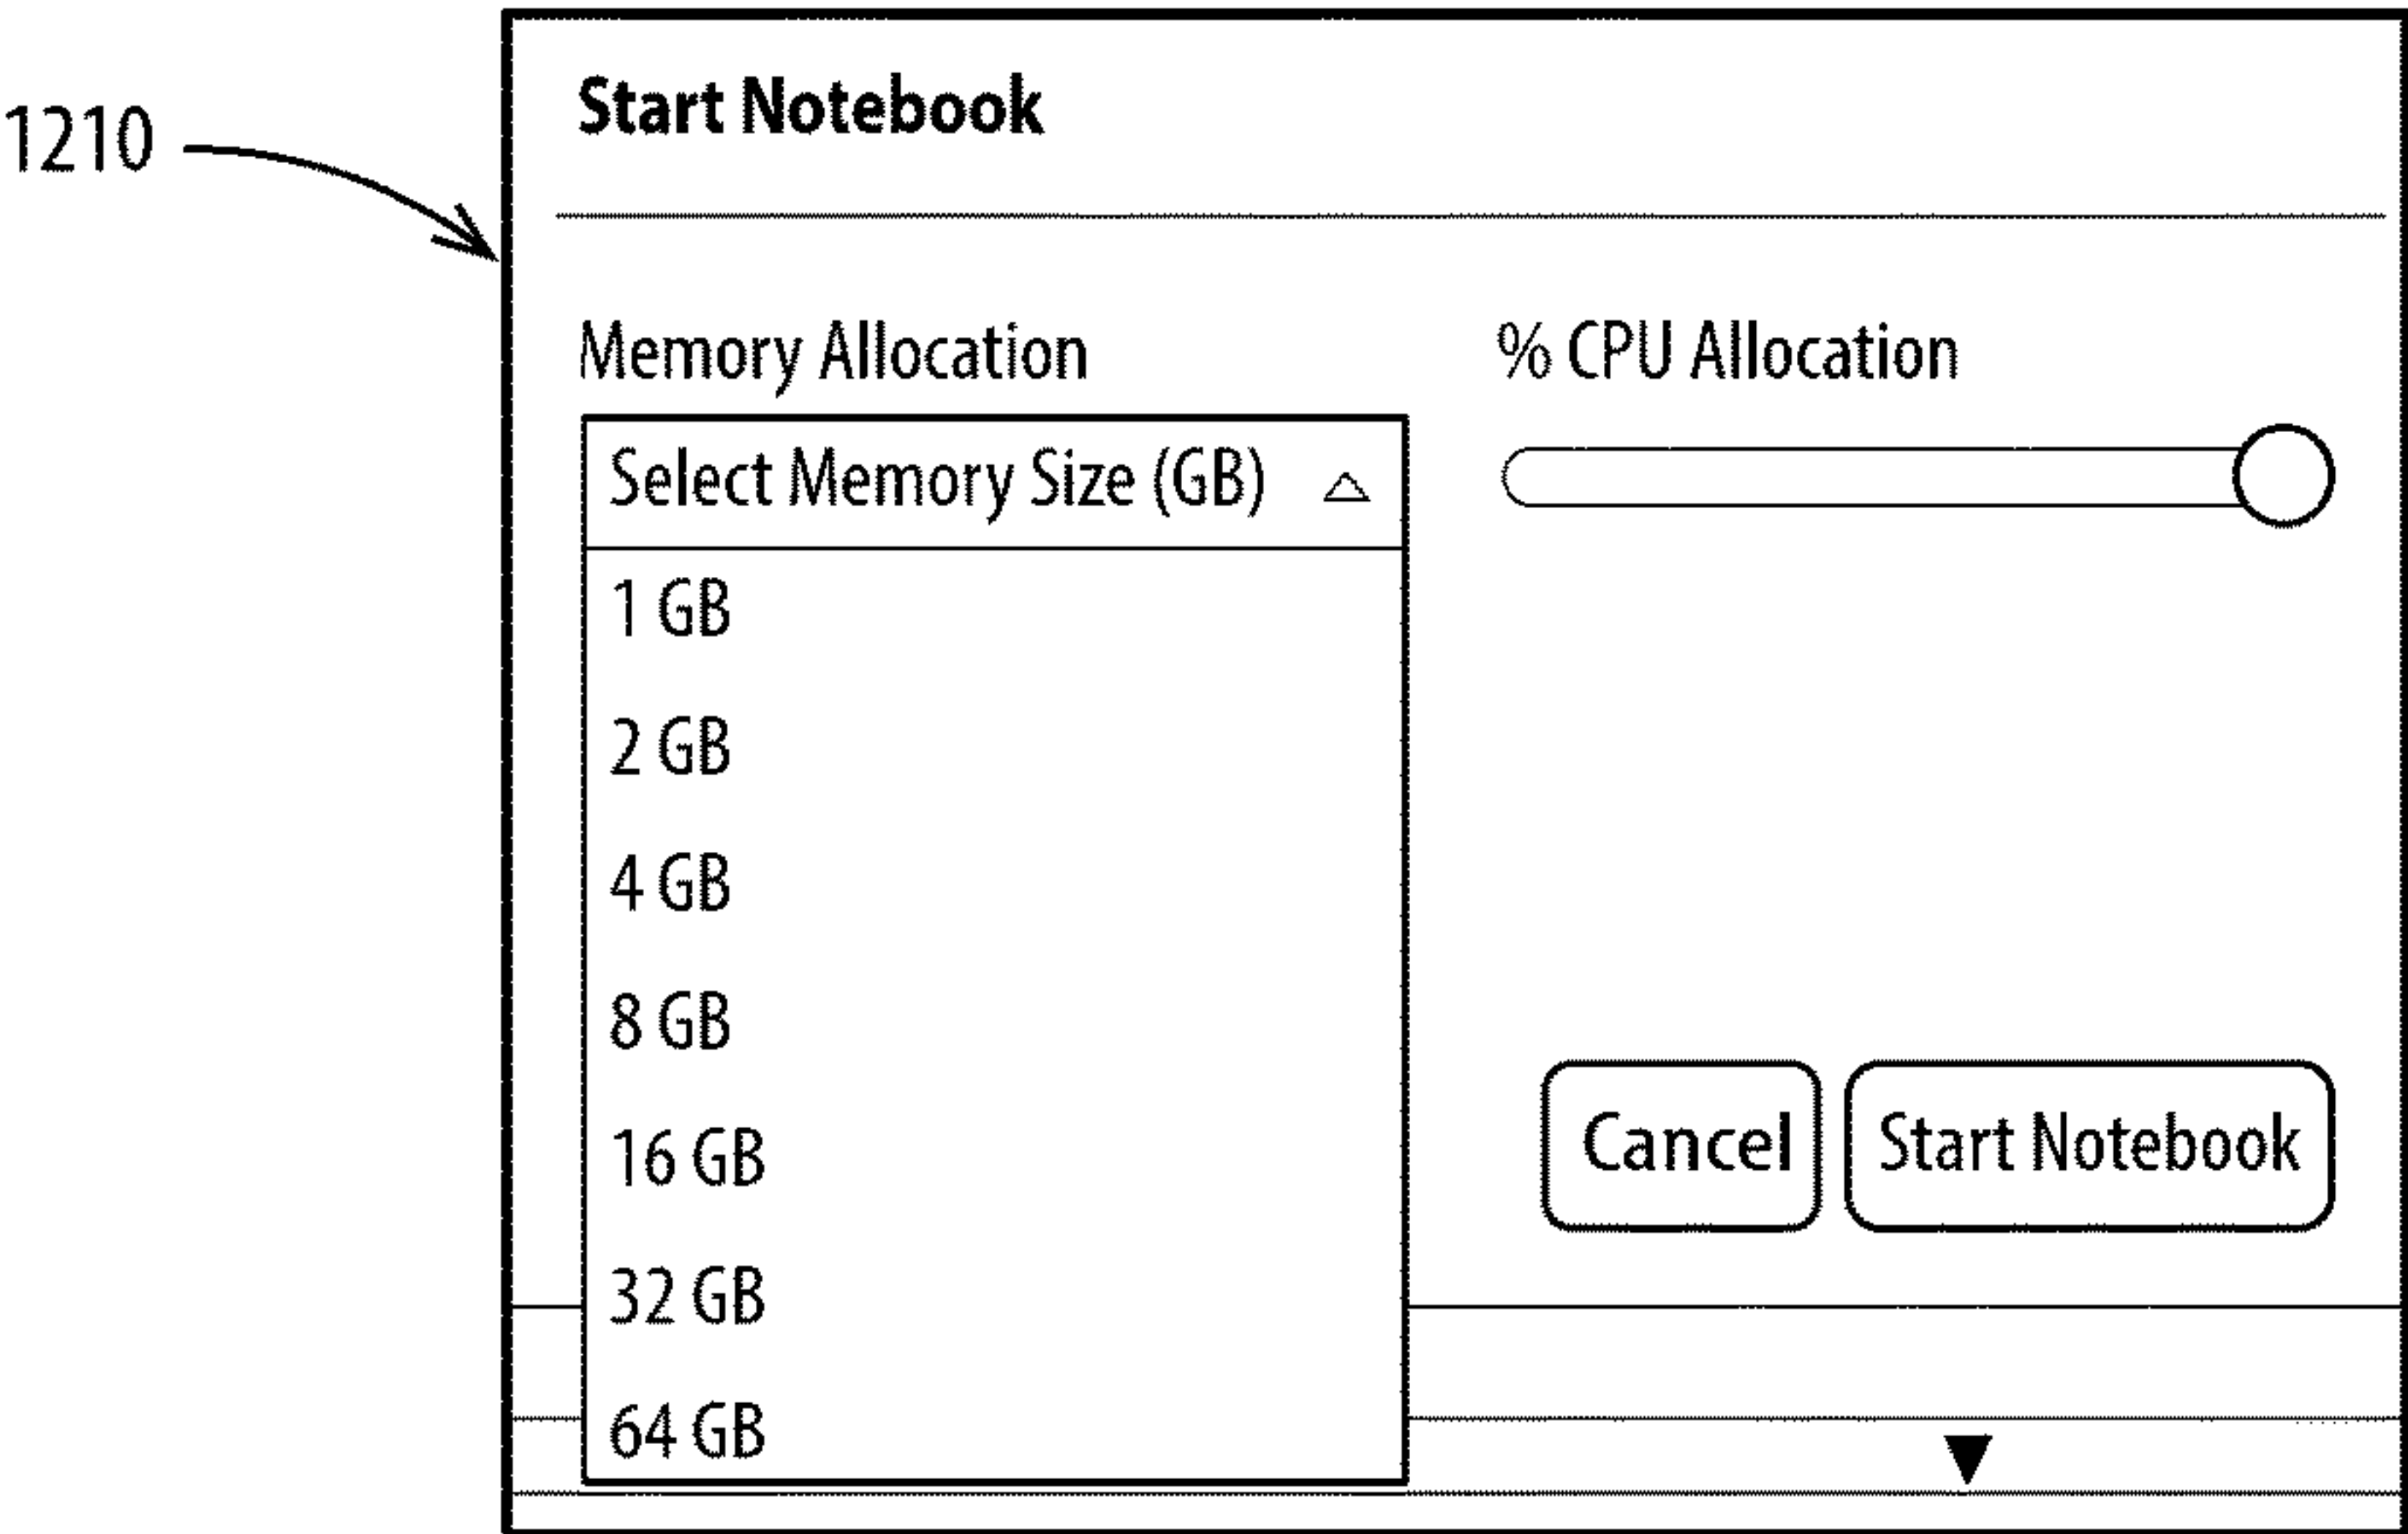 1210
Start Notebook
Memory Allocation
% CPU Allocation
Select Memory Size (GB)
1 GB
2 GB
4 GB
8 GB
16 GB
32 GB
64 GB
Cancel
Start Notebook